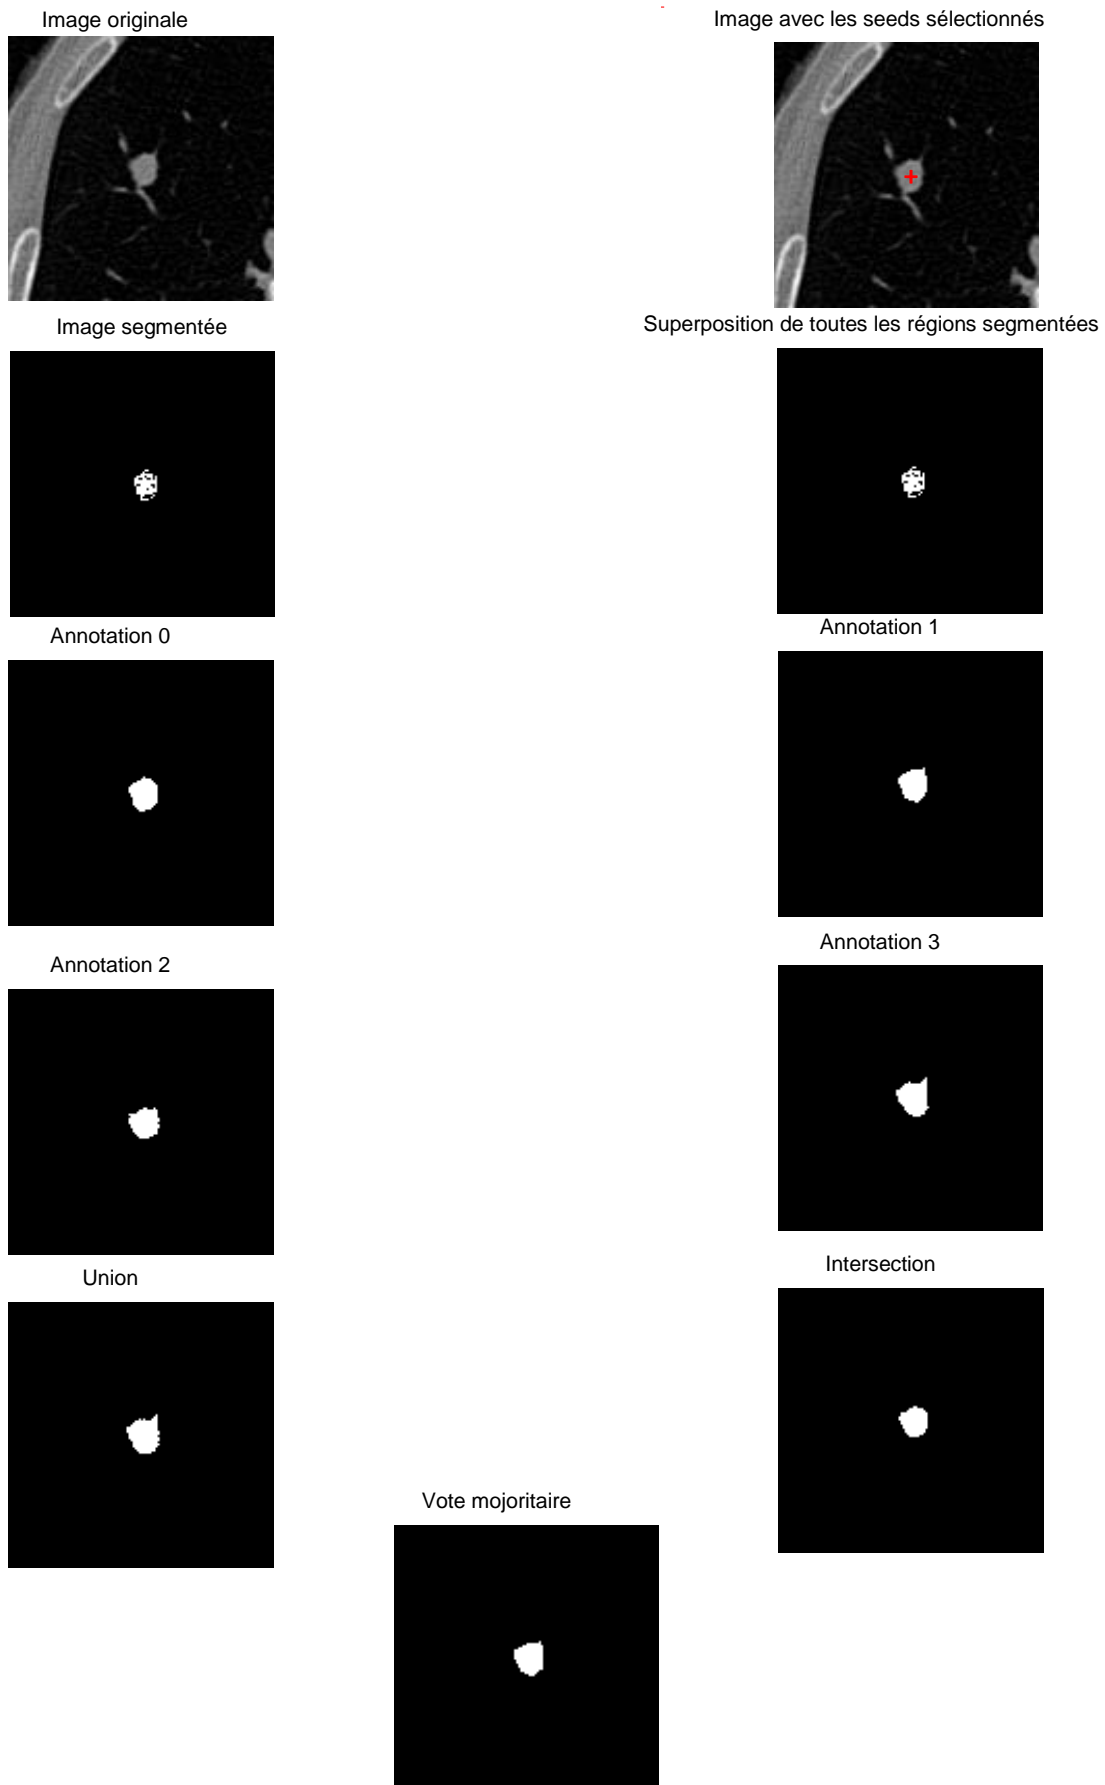 Image originale
Image avec les seeds sélectionnés
Image segmentée
Superposition de toutes les régions segmentées
Annotation 0
Annotation 1
Annotation 2
Annotation 3
Union
Intersection
Vote mojoritaire